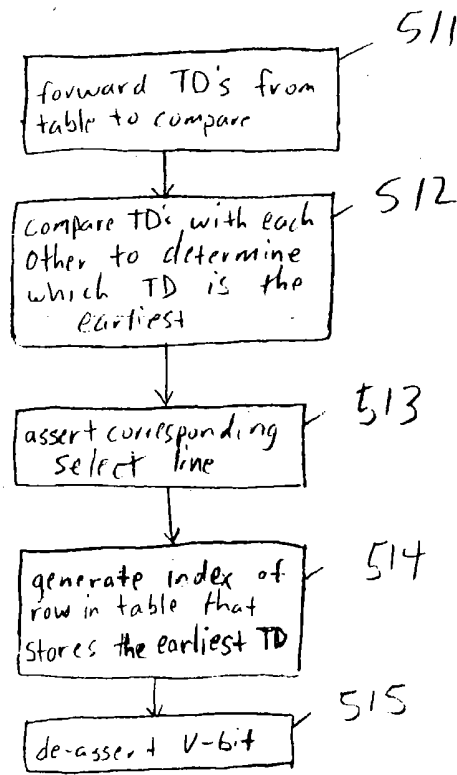 511
forward TD's from
table to compare
512
compare TD's with each
other to determine
which TD is the
earliest
513
assert corresponding
select line
514
generate index of
row in table that
stores the earliest TD
515
de-assert V-bit